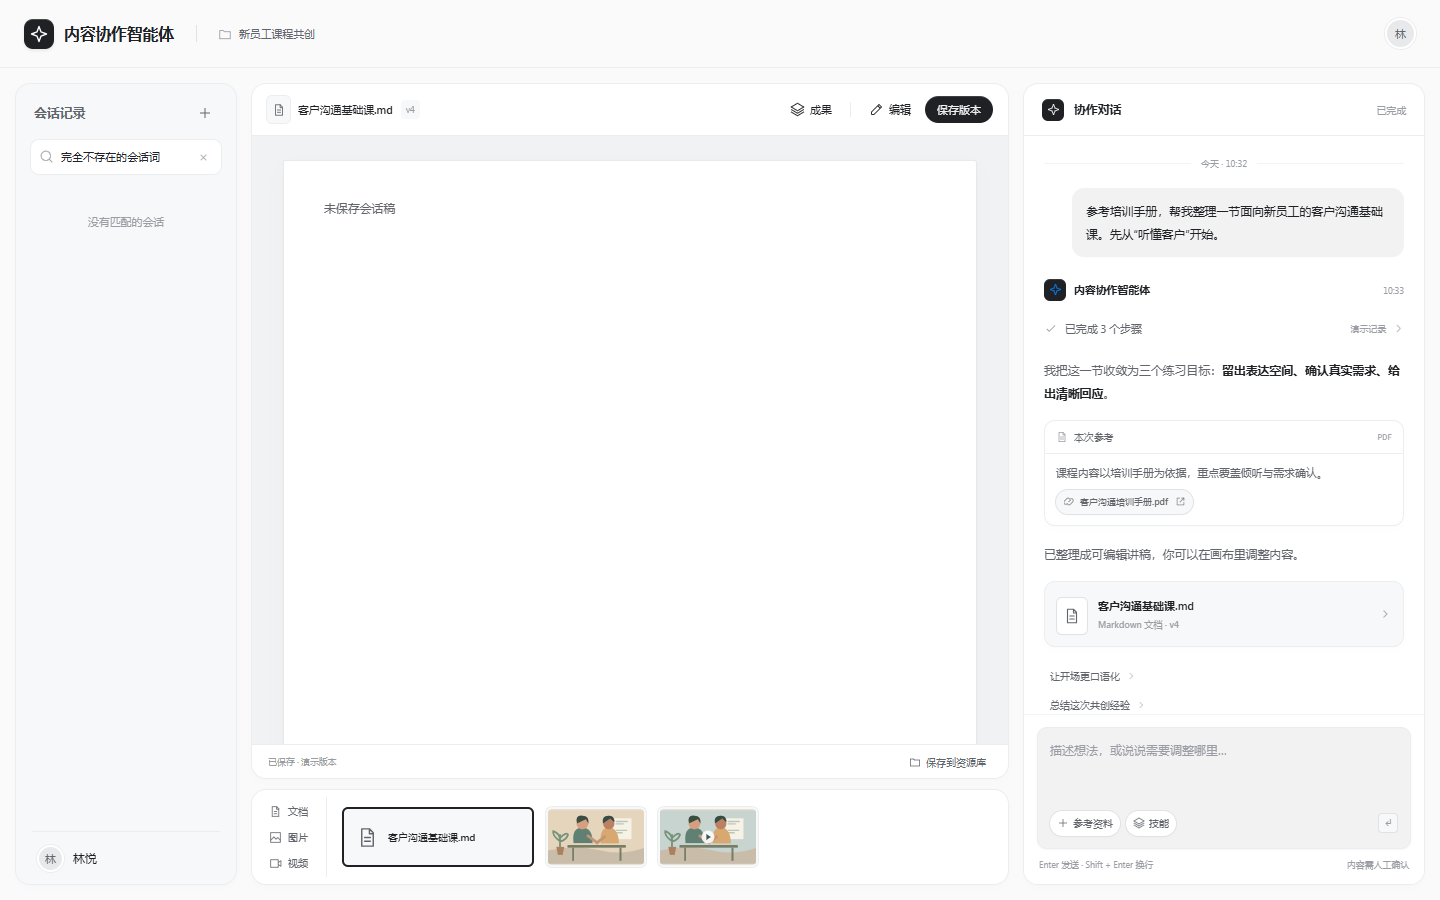 内容协作智能体
新员工课程共创
林
会话记录
完全不存在的会话词
没有匹配的会话
林
林悦
客户沟通基础课.md
v4
成果
编辑
保存版本
未保存会话稿
已保存 · 演示版本
保存到资源库
文档
图片
视频
客户沟通基础课.md
协作对话
已完成
今天 · 10:32
参考培训手册，帮我整理一节面向新员工的客户沟通基础
课。先从“听懂客户”开始。
内容协作智能体
10:33
已完成 3 个步骤
演示记录
我把这一节收敛为三个练习目标：留出表达空间、确认真实需求、给
出清晰回应。
本次参考
PDF
课程内容以培训手册为依据，重点覆盖倾听与需求确认。
客户沟通培训手册.pdf
已整理成可编辑讲稿，你可以在画布里调整内容。
客户沟通基础课.md
Markdown 文档 · v4
让开场更口语化
总结这次共创经验
描述想法，或说说需要调整哪里...
参考资料
技能
Enter 发送 · Shift + Enter 换行
内容需人工确认